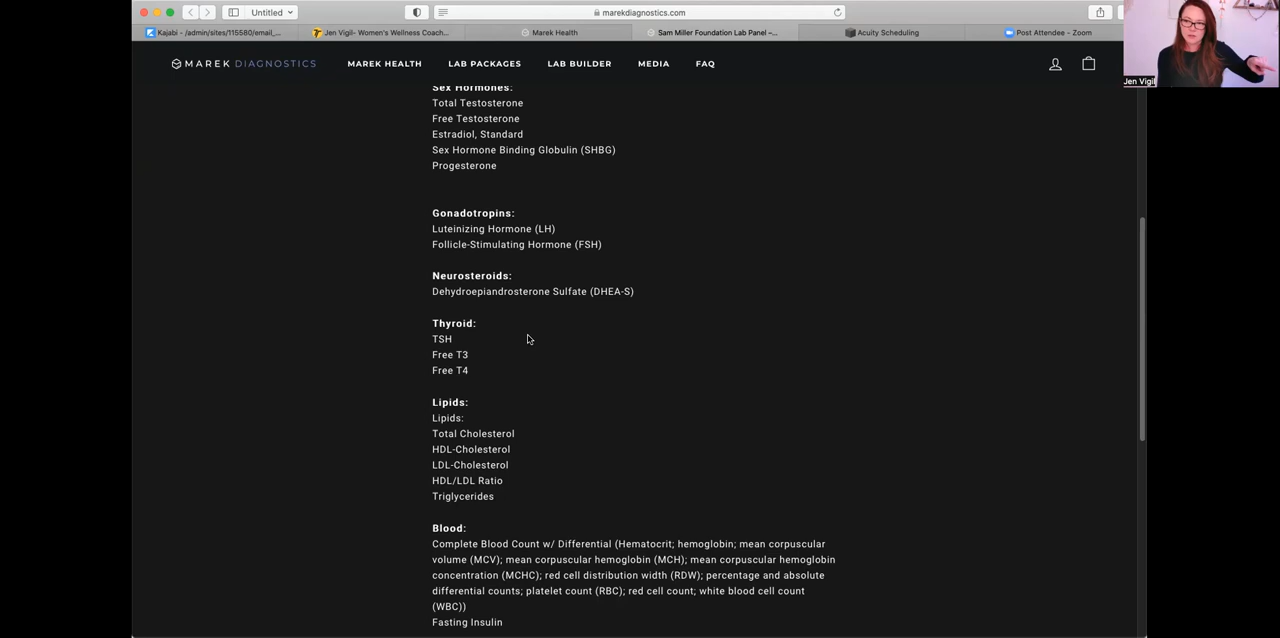 Untitled
marekdiagnostics.com
Kajabi - /admin/sites/115580/email_...
Jen Vigil- Women's Wellness Coach...
Marek Health
Sam Miller Foundation Lab Panel –...
Acuity Scheduling
Post Attendee - Zoom
Jen Vigil
MAREK DIAGNOSTICS
MAREK HEALTH
LAB PACKAGES
LAB BUILDER
MEDIA
FAQ
Sex Hormones:
Total Testosterone
Free Testosterone
Estradiol, Standard
Sex Hormone Binding Globulin (SHBG)
Progesterone
Gonadotropins:
Luteinizing Hormone (LH)
Follicle-Stimulating Hormone (FSH)
Neurosteroids:
Dehydroepiandrosterone Sulfate (DHEA-S)
Thyroid:
TSH
Free T3
Free T4
Lipids:
Lipids:
Total Cholesterol
HDL-Cholesterol
LDL-Cholesterol
HDL/LDL Ratio
Triglycerides
Blood:
Complete Blood Count w/ Differential (Hematocrit; hemoglobin; mean corpuscular
volume (MCV); mean corpuscular hemoglobin (MCH); mean corpuscular hemoglobin
concentration (MCHC); red cell distribution width (RDW); percentage and absolute
differential counts; platelet count (RBC); red cell count; white blood cell count
(WBC))
Fasting Insulin